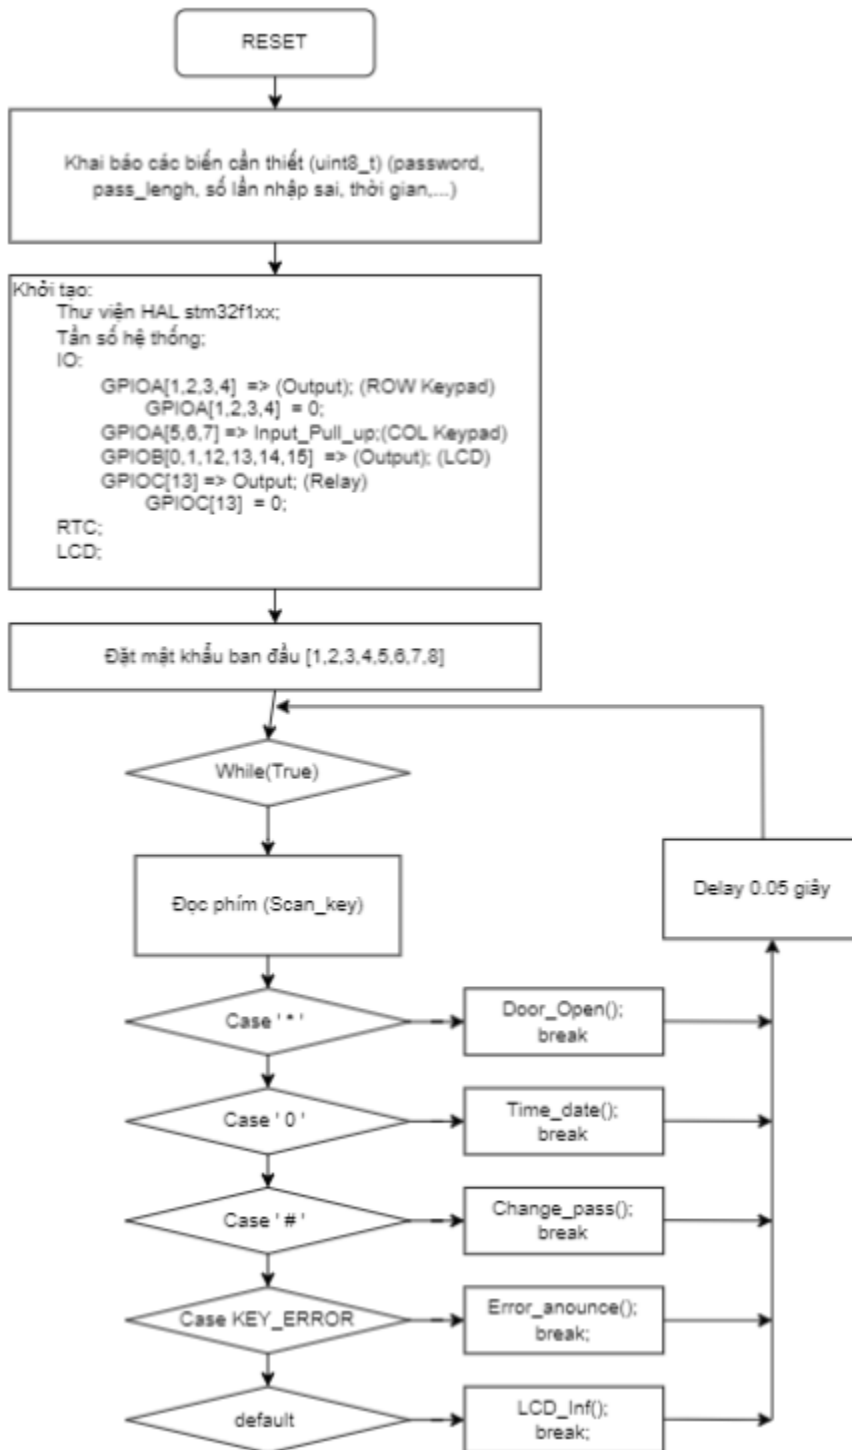 RESET
Khai báo các biến cần thiết (uint8_t) (password,
pass_lengh, số lần nhập sai, thời gian,...)
Khởi tạo:
Thư viện HAL stm32f1xx;
Tần số hệ thống;
IO:
GPIOA[1,2,3,4] => (Output); (ROW Keypad)
GPIOA[1,2,3,4] = 0;
GPIOA[5,6,7] => Input_Pull_up;(COL Keypad)
GPIOB[0,1,12,13,14,15] => (Output); (LCD)
GPIOC[13] => Output; (Relay)
GPIOC[13] = 0;
RTC;
LCD;
Đặt mật khẩu ban đầu [1,2,3,4,5,6,7,8]
While(True)
Đọc phím (Scan_key)
Delay 0.05 giây
Case ' * '
Door_Open();
break
Case ' 0 '
Time_date();
break
Case ' # '
Change_pass();
break
Case KEY_ERROR
Error_anounce();
break;
default
LCD_Inf();
break;